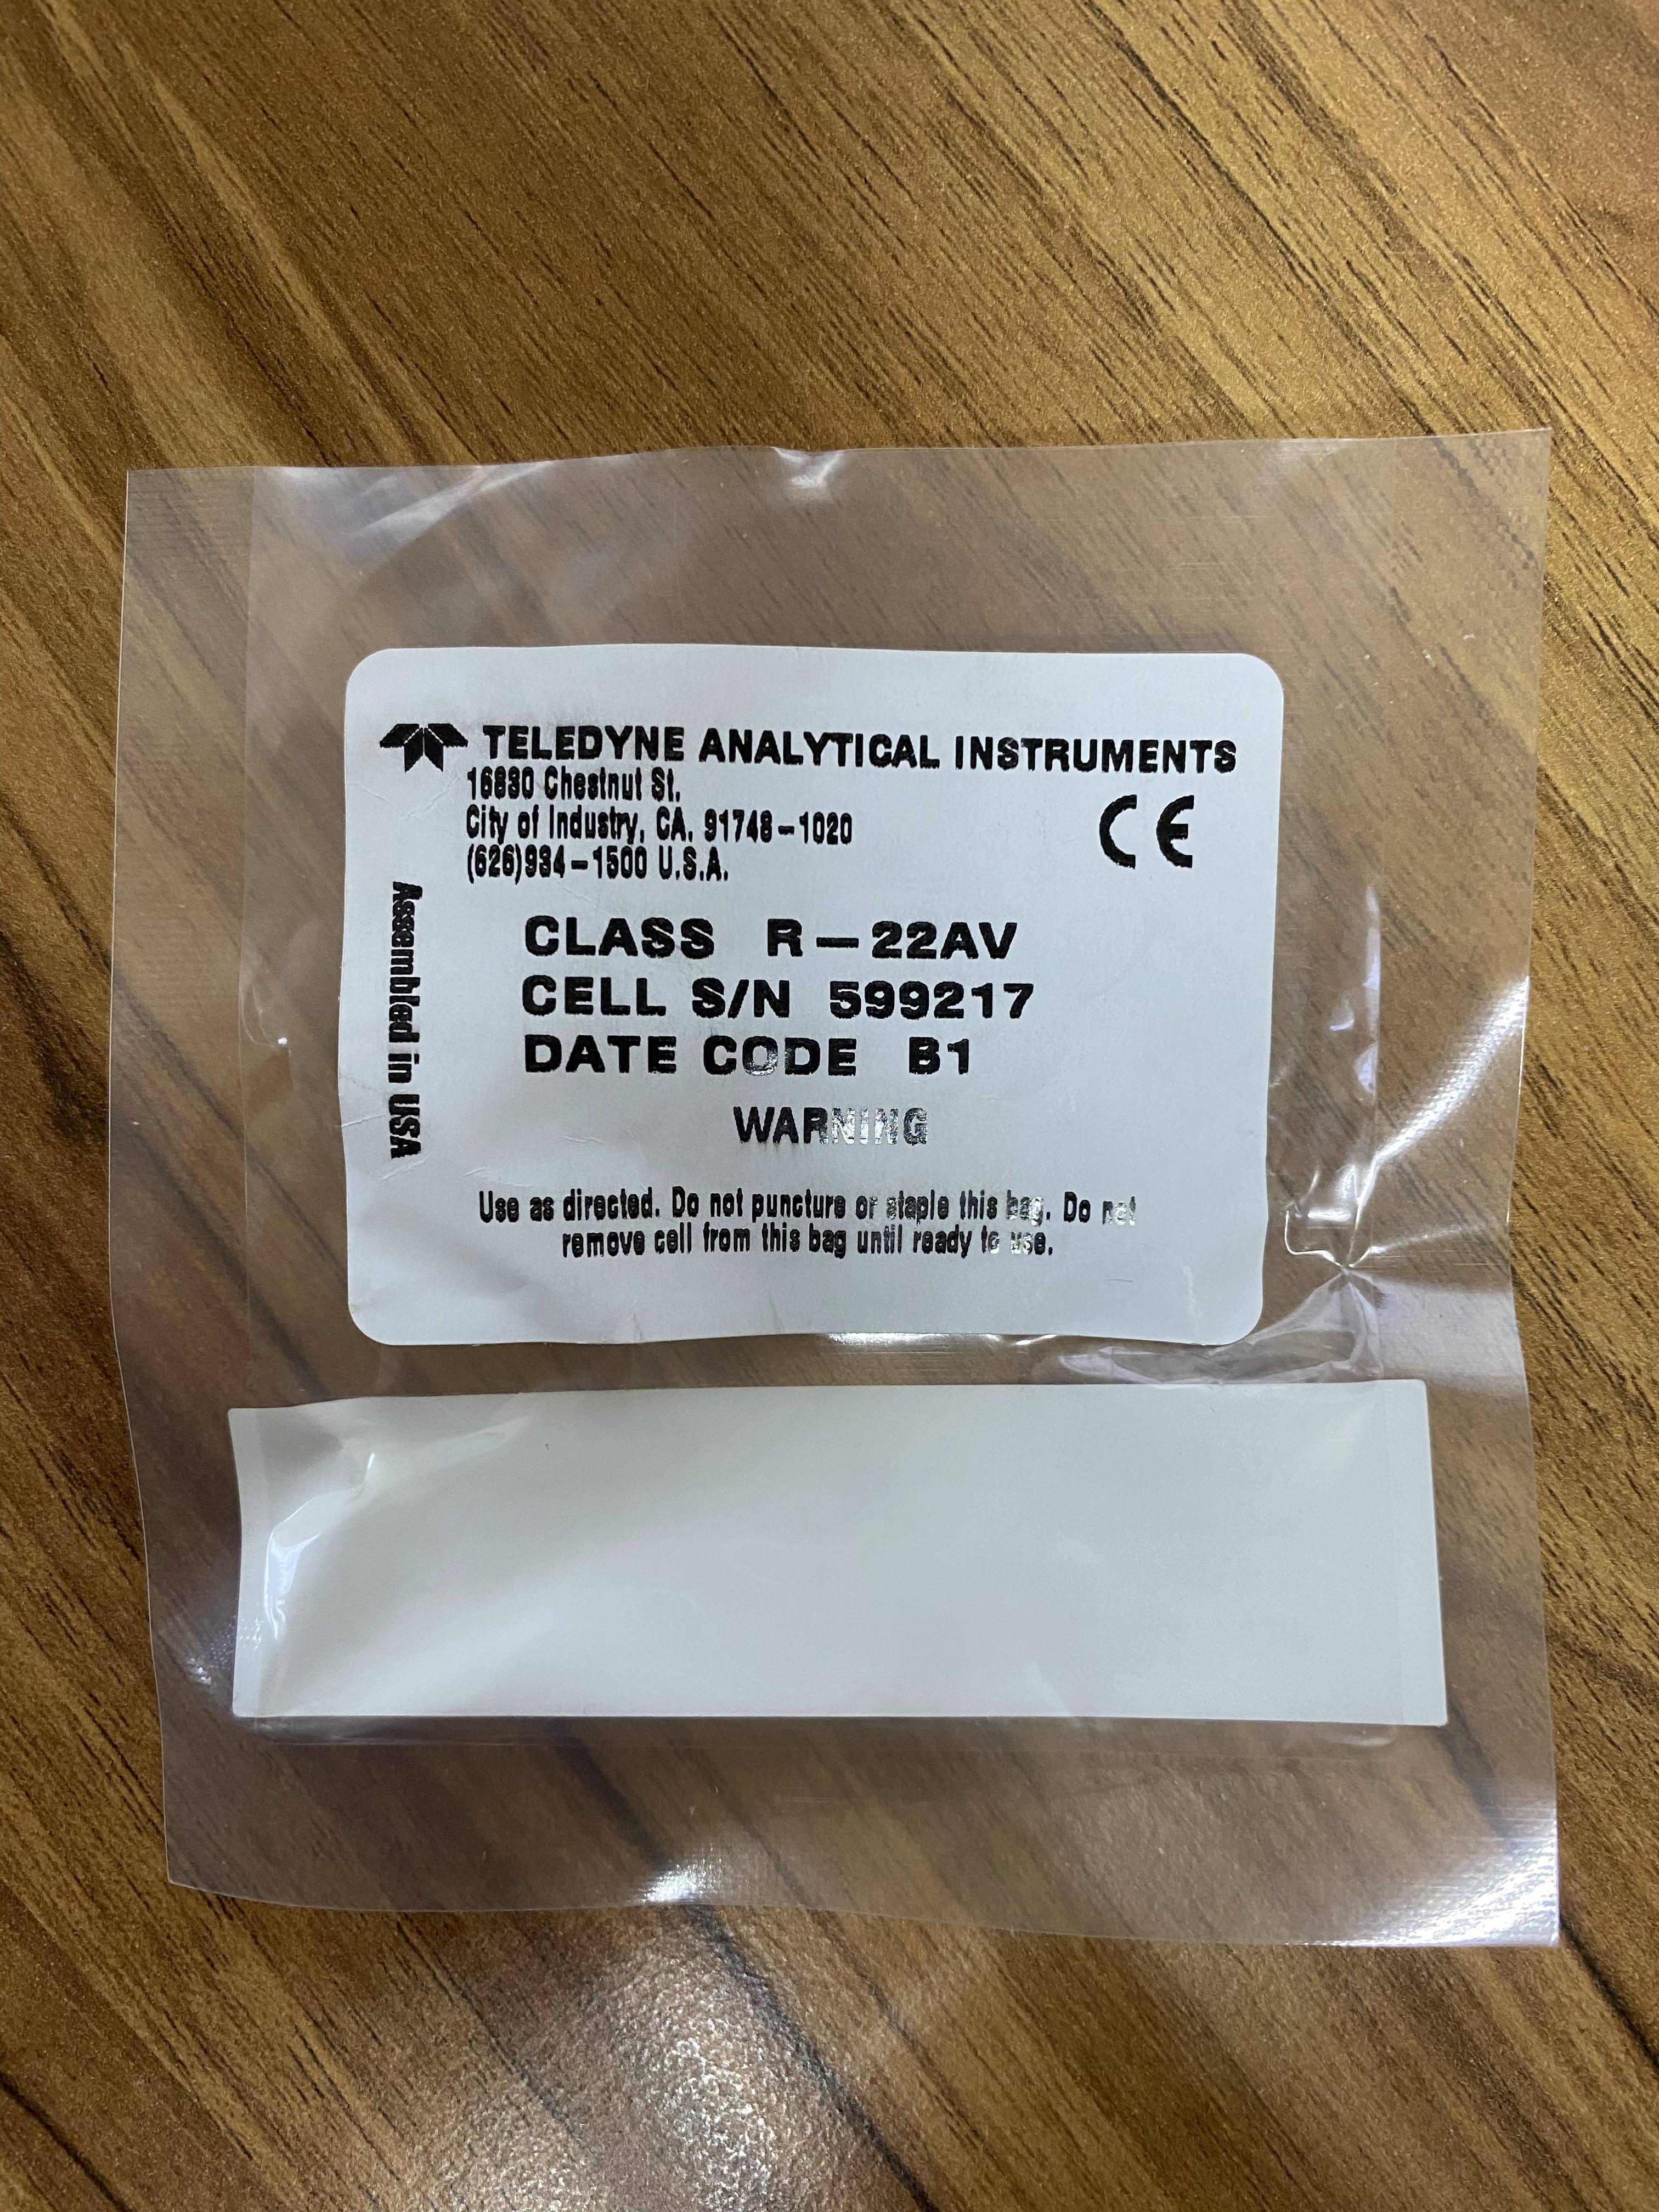 TELEDYNE ANALYTICAL INSTRUMENTS
16830 Chestnut St.
City of Industry, CA. 91748-1020
(626)934-1500 U.S.A.
CE
Assembled in USA
CLASS R-22AV
CELL S/N 599217
DATE CODE B1
WARNING
Use as directed. Do not puncture or staple this bag. Do not
remove cell from this bag until ready to use.